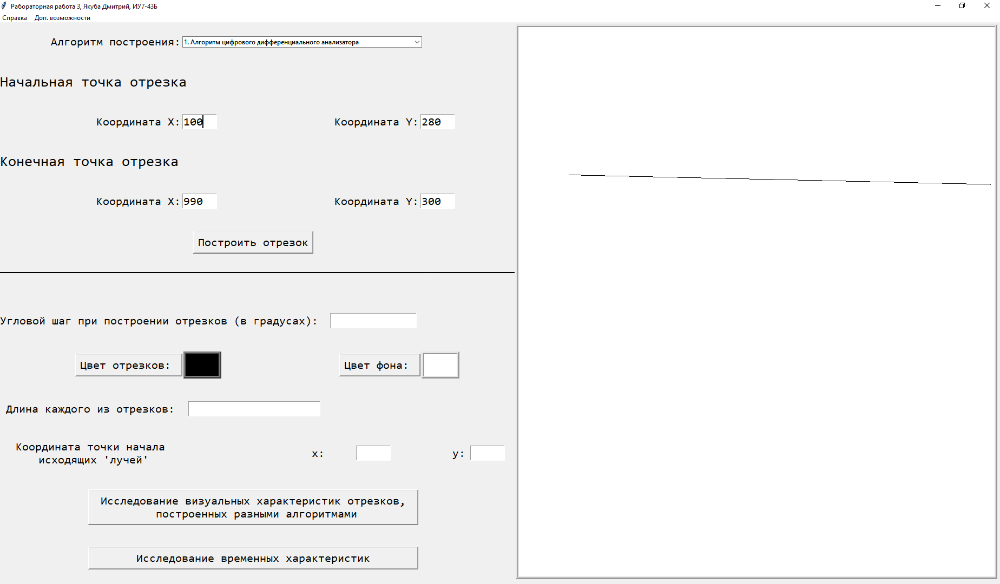 Рабораторная работа 3, Якуба Дмитрий, ИУ7-43Б
Справка Доп. возможности
Алгоритм построения: 1. Алгоритм цифрового дифференциального анализатора
Начальная точка отрезка
Координата X: 100 Координата Y: 280
Конечная точка отрезка
Координата X: 990 Координата Y: 300
Построить отрезок
Угловой шаг при построении отрезков (в градусах):
Цвет отрезков: Цвет фона:
Длина каждого из отрезков:
Координата точки начала
исходящих 'лучей'
x: y:
Исследование визуальных характеристик отрезков,
построенных разными алгоритмами
Исследование временных характеристик